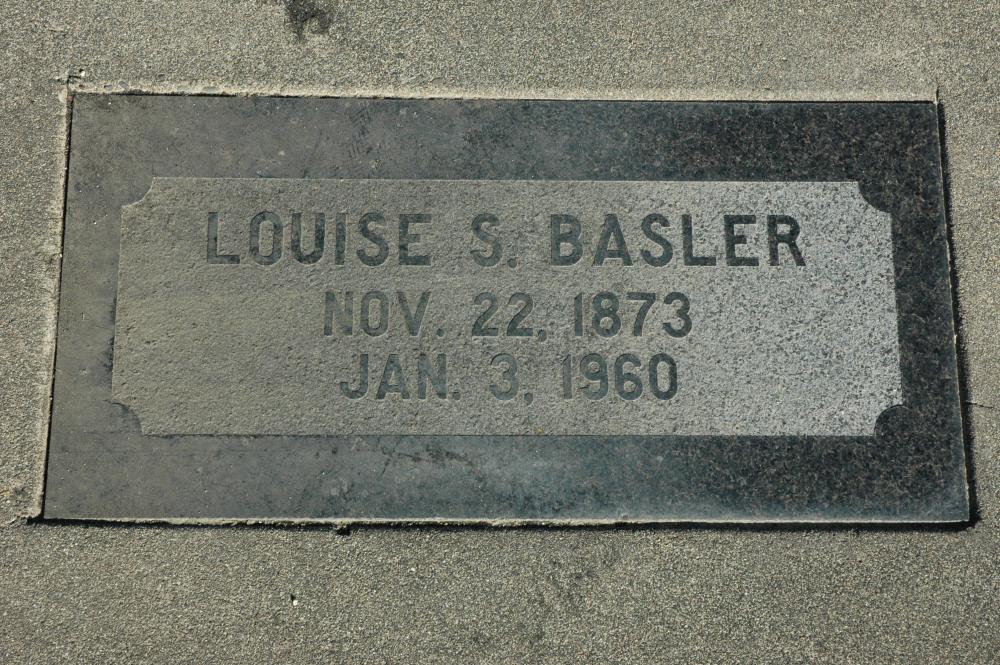 LOUISE S. BASLER
NOV. 22, 1873
JAN. 3, 1960